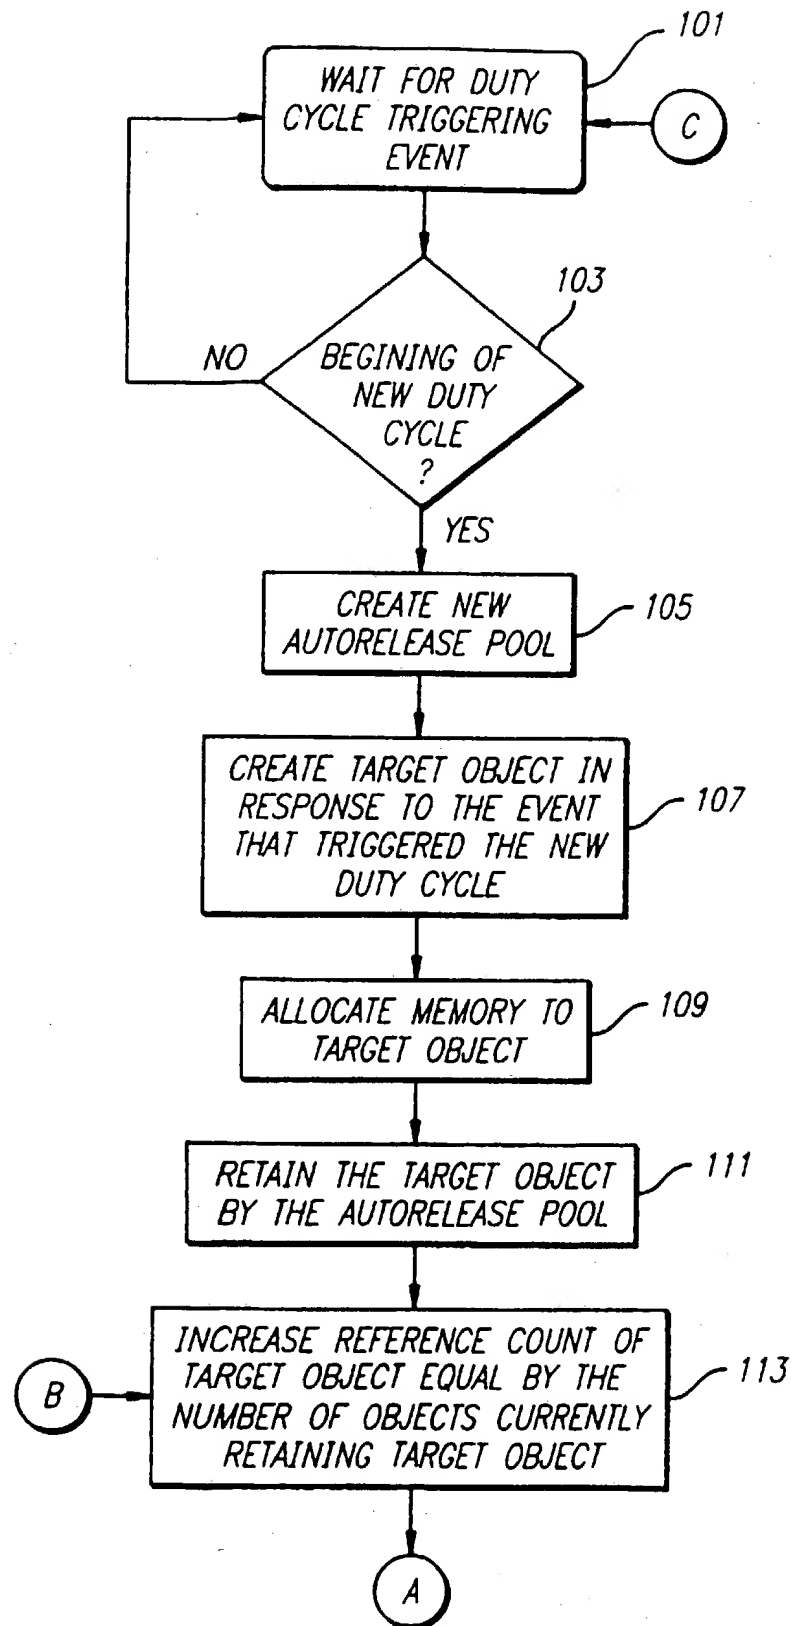 101
WAIT FOR DUTY
CYCLE TRIGGERING
EVENT
C
103
BEGINING OF
NEW DUTY
CYCLE
?
NO
YES
CREATE NEW
AUTORELEASE POOL
105
CREATE TARGET OBJECT IN
RESPONSE TO THE EVENT
THAT TRIGGERED THE NEW
DUTY CYCLE
107
ALLOCATE MEMORY TO
TARGET OBJECT
109
RETAIN THE TARGET OBJECT
BY THE AUTORELEASE POOL
111
INCREASE REFERENCE COUNT OF
TARGET OBJECT EQUAL BY THE
NUMBER OF OBJECTS CURRENTLY
RETAINING TARGET OBJECT
113
B
A